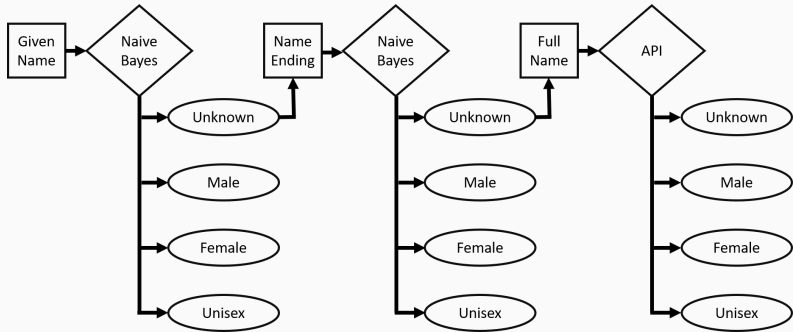 Given
Name
Naive
Bayes
Name
Ending
Naive
Bayes
Full
Name
API
Unknown
Unknown
Unknown
Male
Male
Male
Female
Female
Female
Unisex
Unisex
Unisex